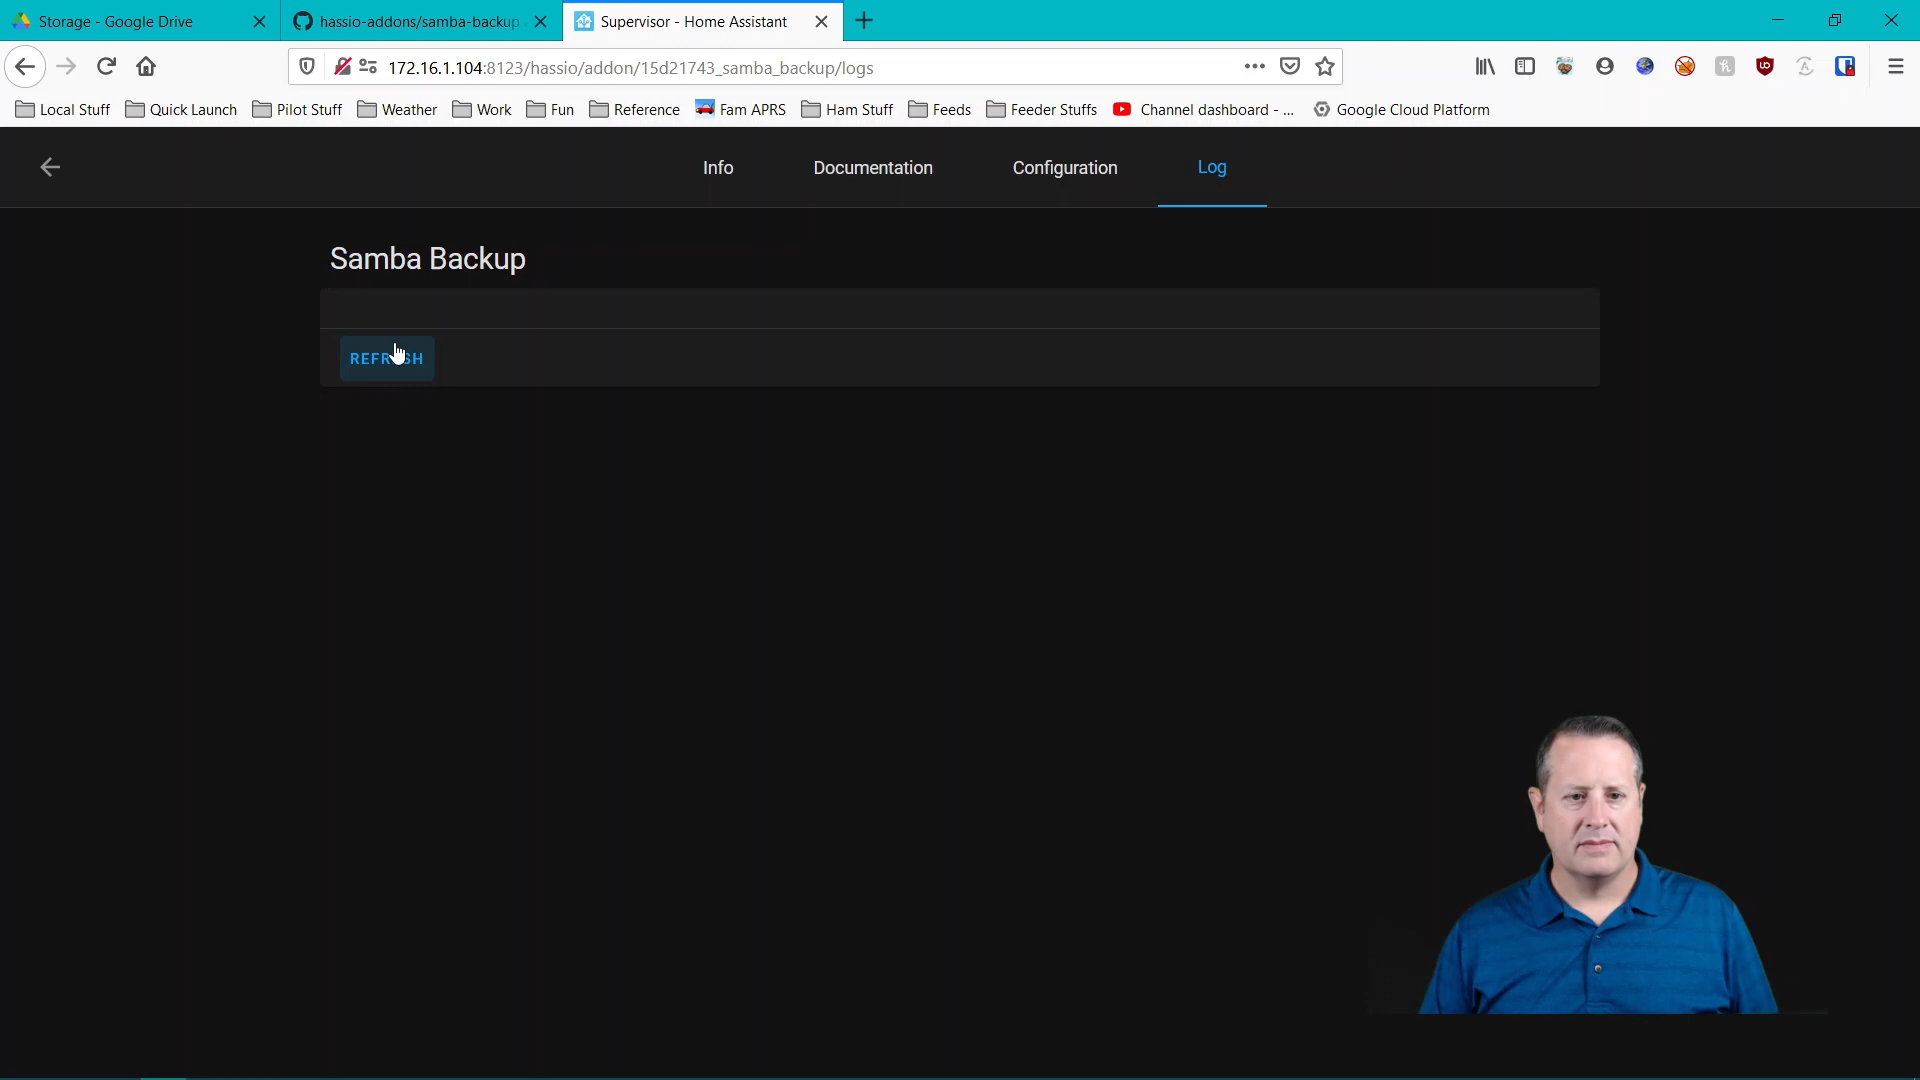 Storage - Google Drive
hassio-addons/samba-backup
Supervisor - Home Assistant
172.16.1.104:8123/hassio/addon/15d21743_samba_backup/logs
Local Stuff
Quick Launch
Pilot Stuff
Weather
Work
Fun
Reference
Fam APRS
Ham Stuff
Feeds
Feeder Stuffs
Channel dashboard - ...
Google Cloud Platform
Info
Documentation
Configuration
Log
Samba Backup
REFRESH